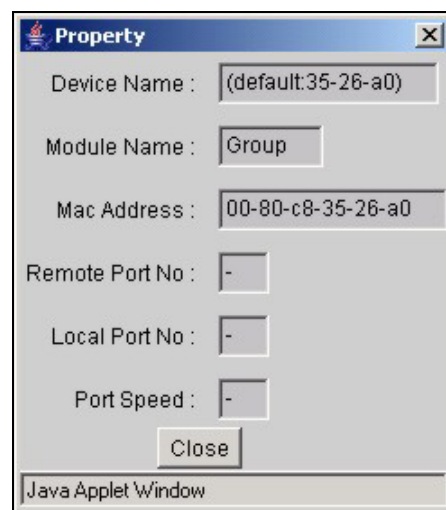 Property
Device Name : (default:35-26-a0)
Module Name : Group
Mac Address : 00-80-c8-35-26-a0
Remote Port No : -
Local Port No : -
Port Speed : -
Close
Java Applet Window